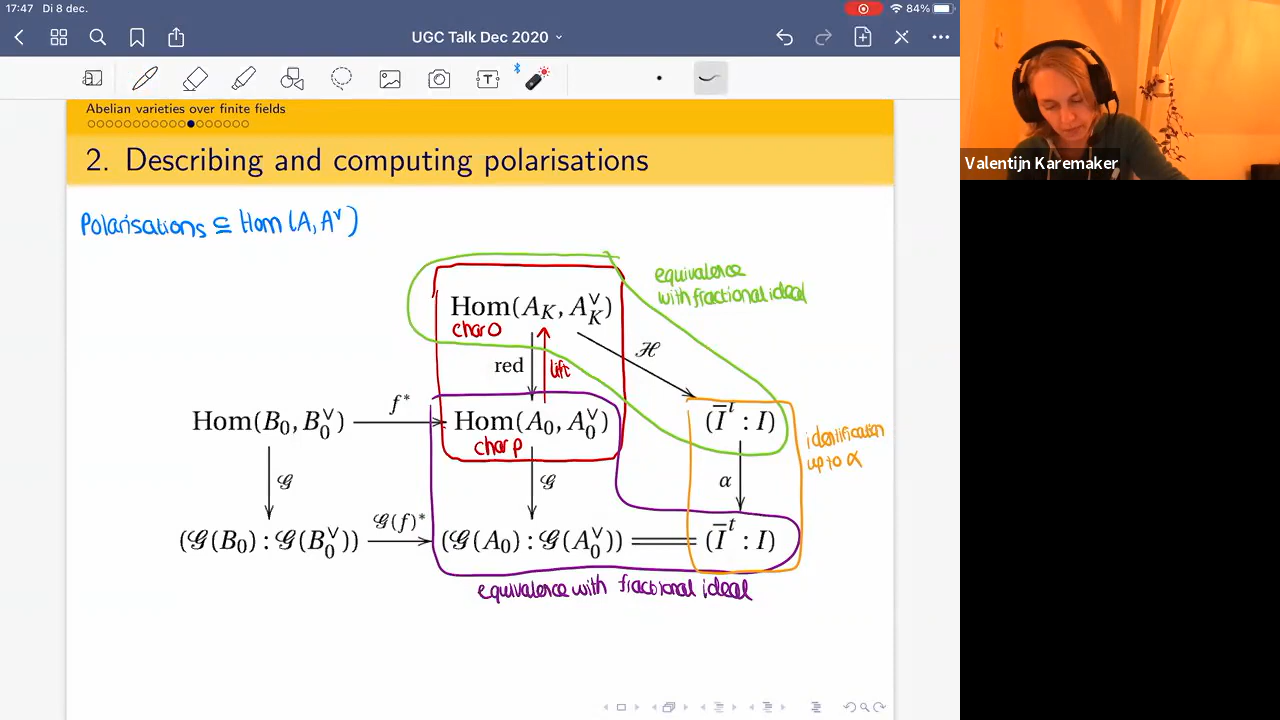 17:47 Di 8 dec.
84%
UGC Talk Dec 2020
Abelian varieties over finite fields
2. Describing and computing polarisations
Polarisations ⊆ Hom(A, A^∨)
equivalence
with fractional ideal
Hom(A_K, A_K^∨)
char 0
red
lift
ℋ
Hom(B_0, B_0^∨)
f^*
Hom(A_0, A_0^∨)
char p
(Ī^t : I)
identification
up to α
𝒢
𝒢
α
(𝒢(B_0) : 𝒢(B_0^∨))
𝒢(f)^*
(𝒢(A_0) : 𝒢(A_0^∨))
(Ī^t : I)
equivalence with fractional ideal
Valentijn Karemaker